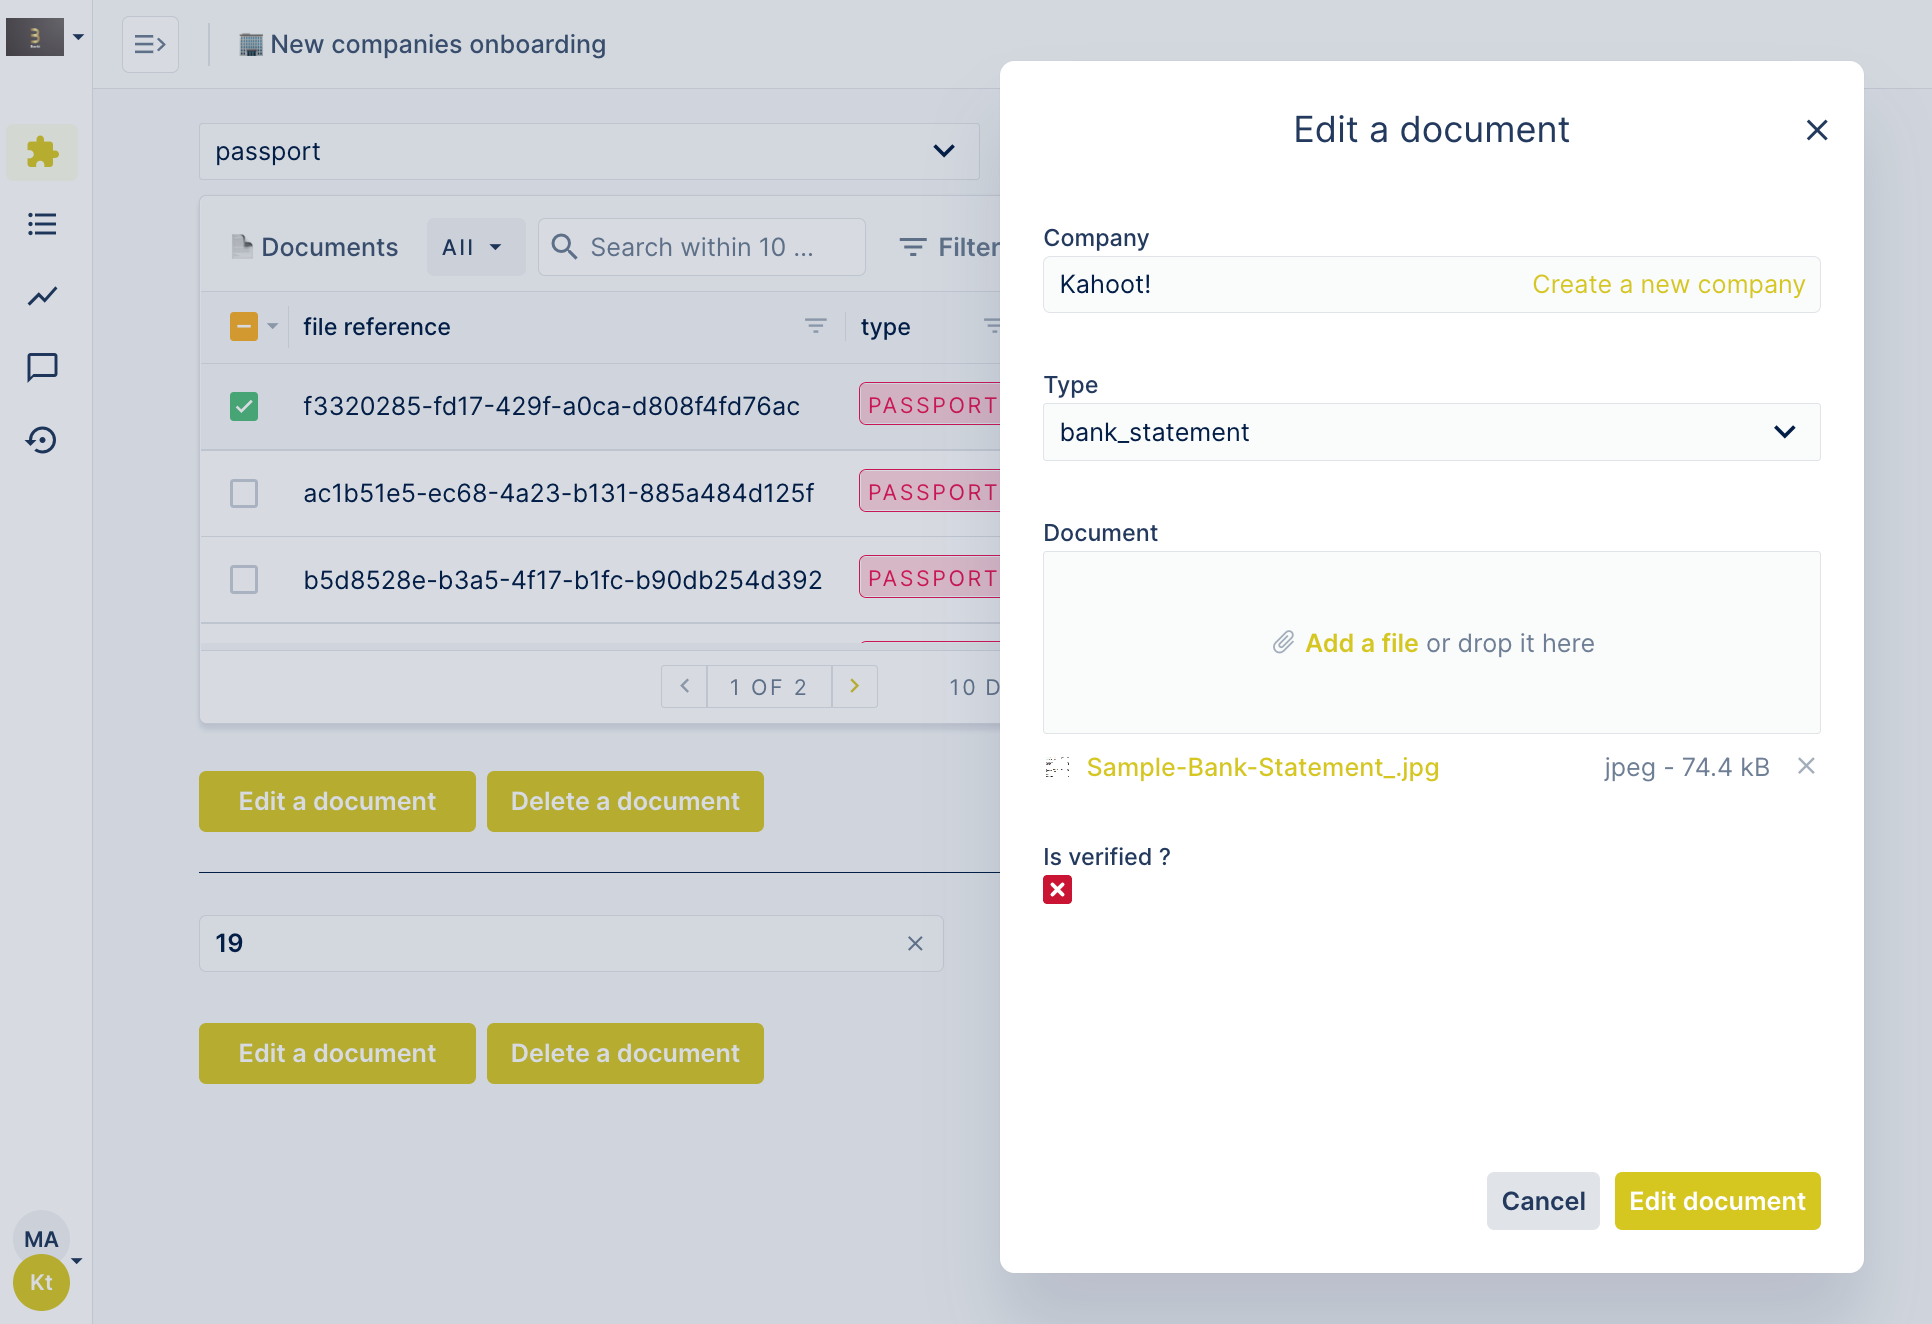 New companies onboarding
passport
Documents
All
Search within 10 ...
Filter
file reference
type
f3320285-fd17-429f-a0ca-d808f4fd76ac
PASSPORT
ac1b51e5-ec68-4a23-b131-885a484d125f
PASSPORT
b5d8528e-b3a5-4f17-b1fc-b90db254d392
PASSPORT
1 OF 2
10 D
Edit a document
Delete a document
19
Edit a document
Delete a document
MA
Kt
Edit a document
Company
Kahoot!
Create a new company
Type
bank_statement
Document
Add a file or drop it here
Sample-Bank-Statement_.jpg
jpeg - 74.4 kB
Is verified ?
Cancel
Edit document